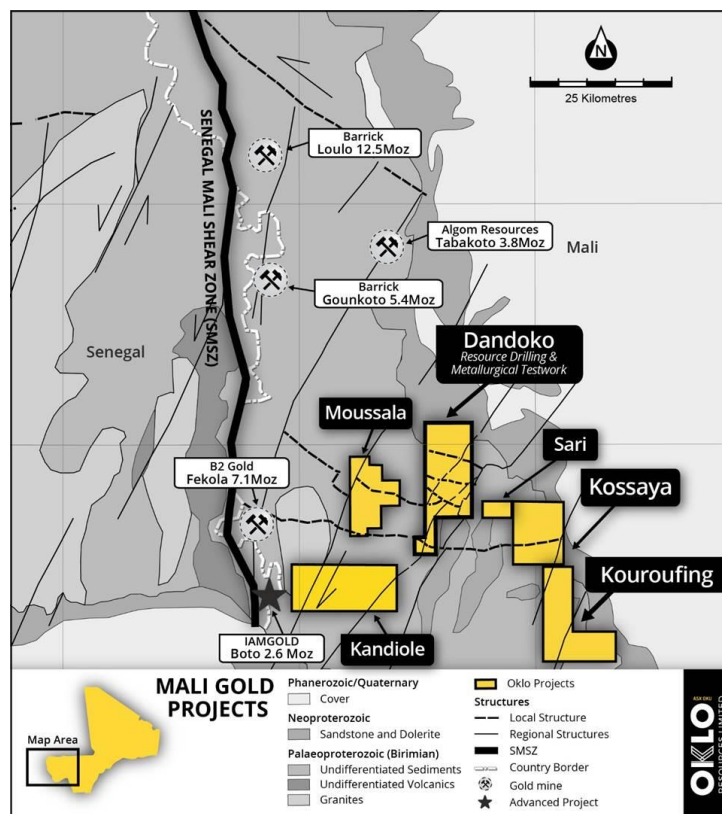 N
25 Kilometres
SENEGAL MALI SHEAR ZONE (SMSZ)
Barrick
Loulo 12.5Moz
Algom Resources
Tabakoto 3.8Moz
Mali
Barrick
Gounkoto 5.4Moz
Senegal
Dandoko
Resource Drilling &
Metallurgical Testwork
Moussala
Sari
B2 Gold
Fekola 7.1Moz
Kossaya
Kouroufing
IAMGOLD
Boto 2.6 Moz
Kandiole
MALI GOLD
PROJECTS
Map Area
Phanerozoic/Quaternary
Cover
Neoproterozoic
Sandstone and Dolerite
Palaeoproterozoic (Birimian)
Undifferentiated Sediments
Undifferentiated Volcanics
Granites
Oklo Projects
Structures
Local Structure
Regional Structures
SMSZ
Country Border
Gold mine
Advanced Project
ASX OKU
OKLO
RESOURCES LIMITED